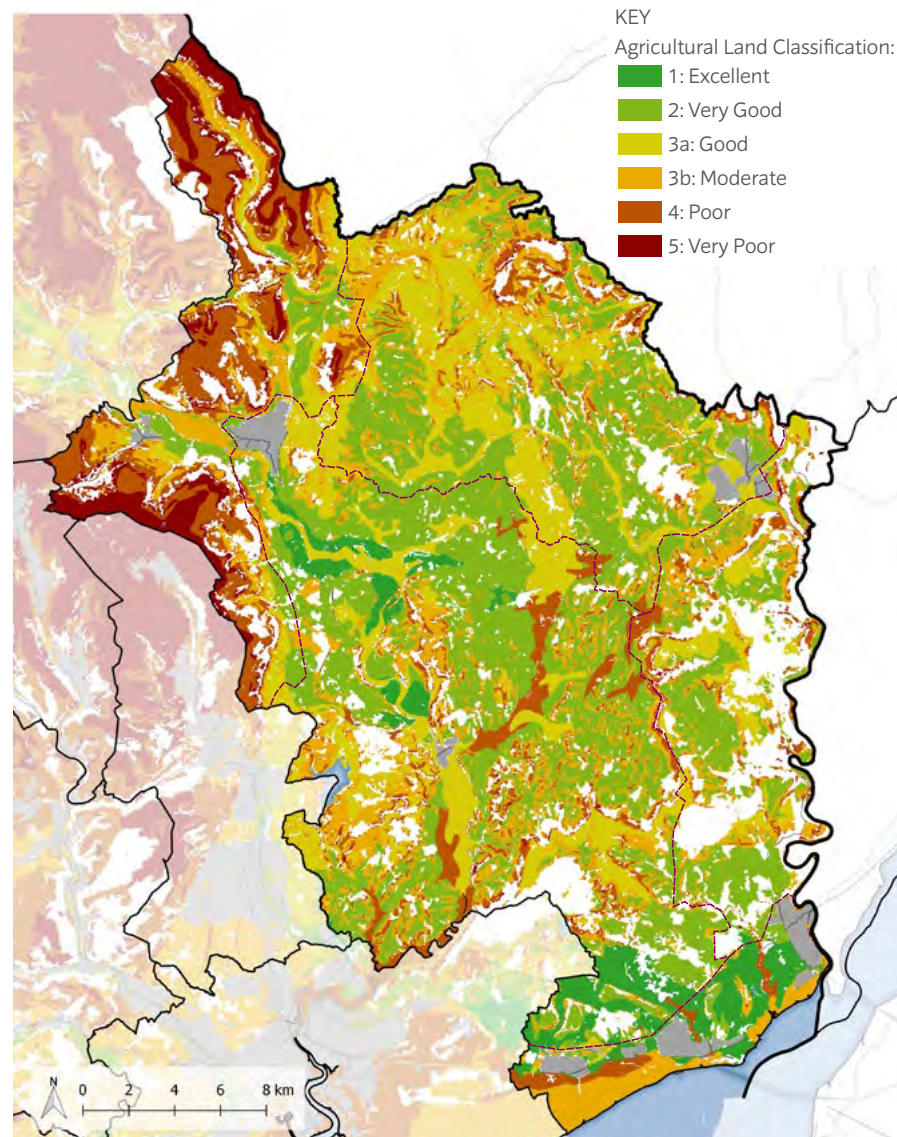 KEY
Agricultural Land Classification:
1: Excellent
2: Very Good
3a: Good
3b: Moderate
4: Poor
5: Very Poor
N
0 2 4 6 8 km